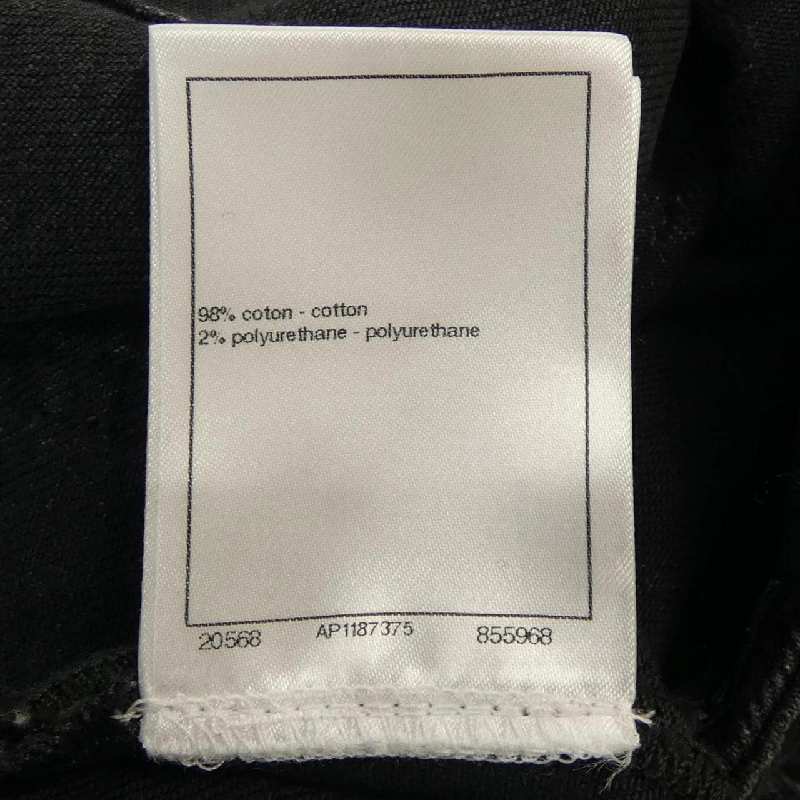 98% coton - cotton
2% polyurethane - polyurethane
20568 AP1187375 855968